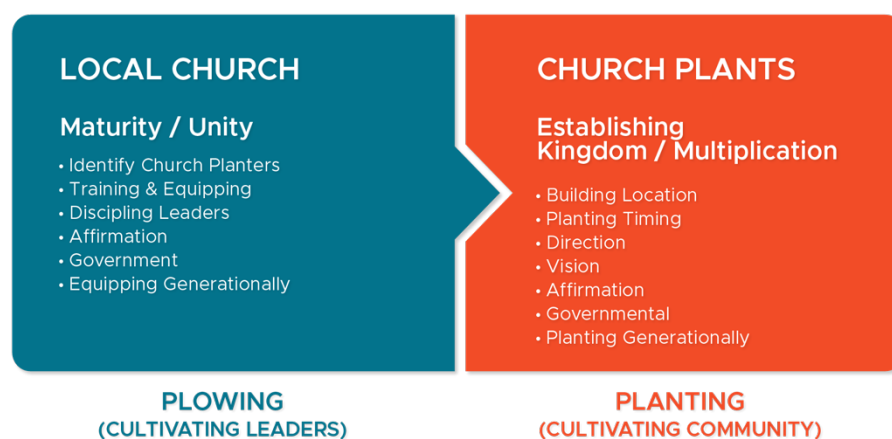 LOCAL CHURCH
Maturity / Unity
• Identify Church Planters
• Training & Equipping
• Discipling Leaders
• Affirmation
• Government
• Equipping Generationally
PLOWING
(CULTIVATING LEADERS)
CHURCH PLANTS
Establishing
Kingdom / Multiplication
• Building Location
• Planting Timing
• Direction
• Vision
• Affirmation
• Governmental
• Planting Generationally
PLANTING
(CULTIVATING COMMUNITY)